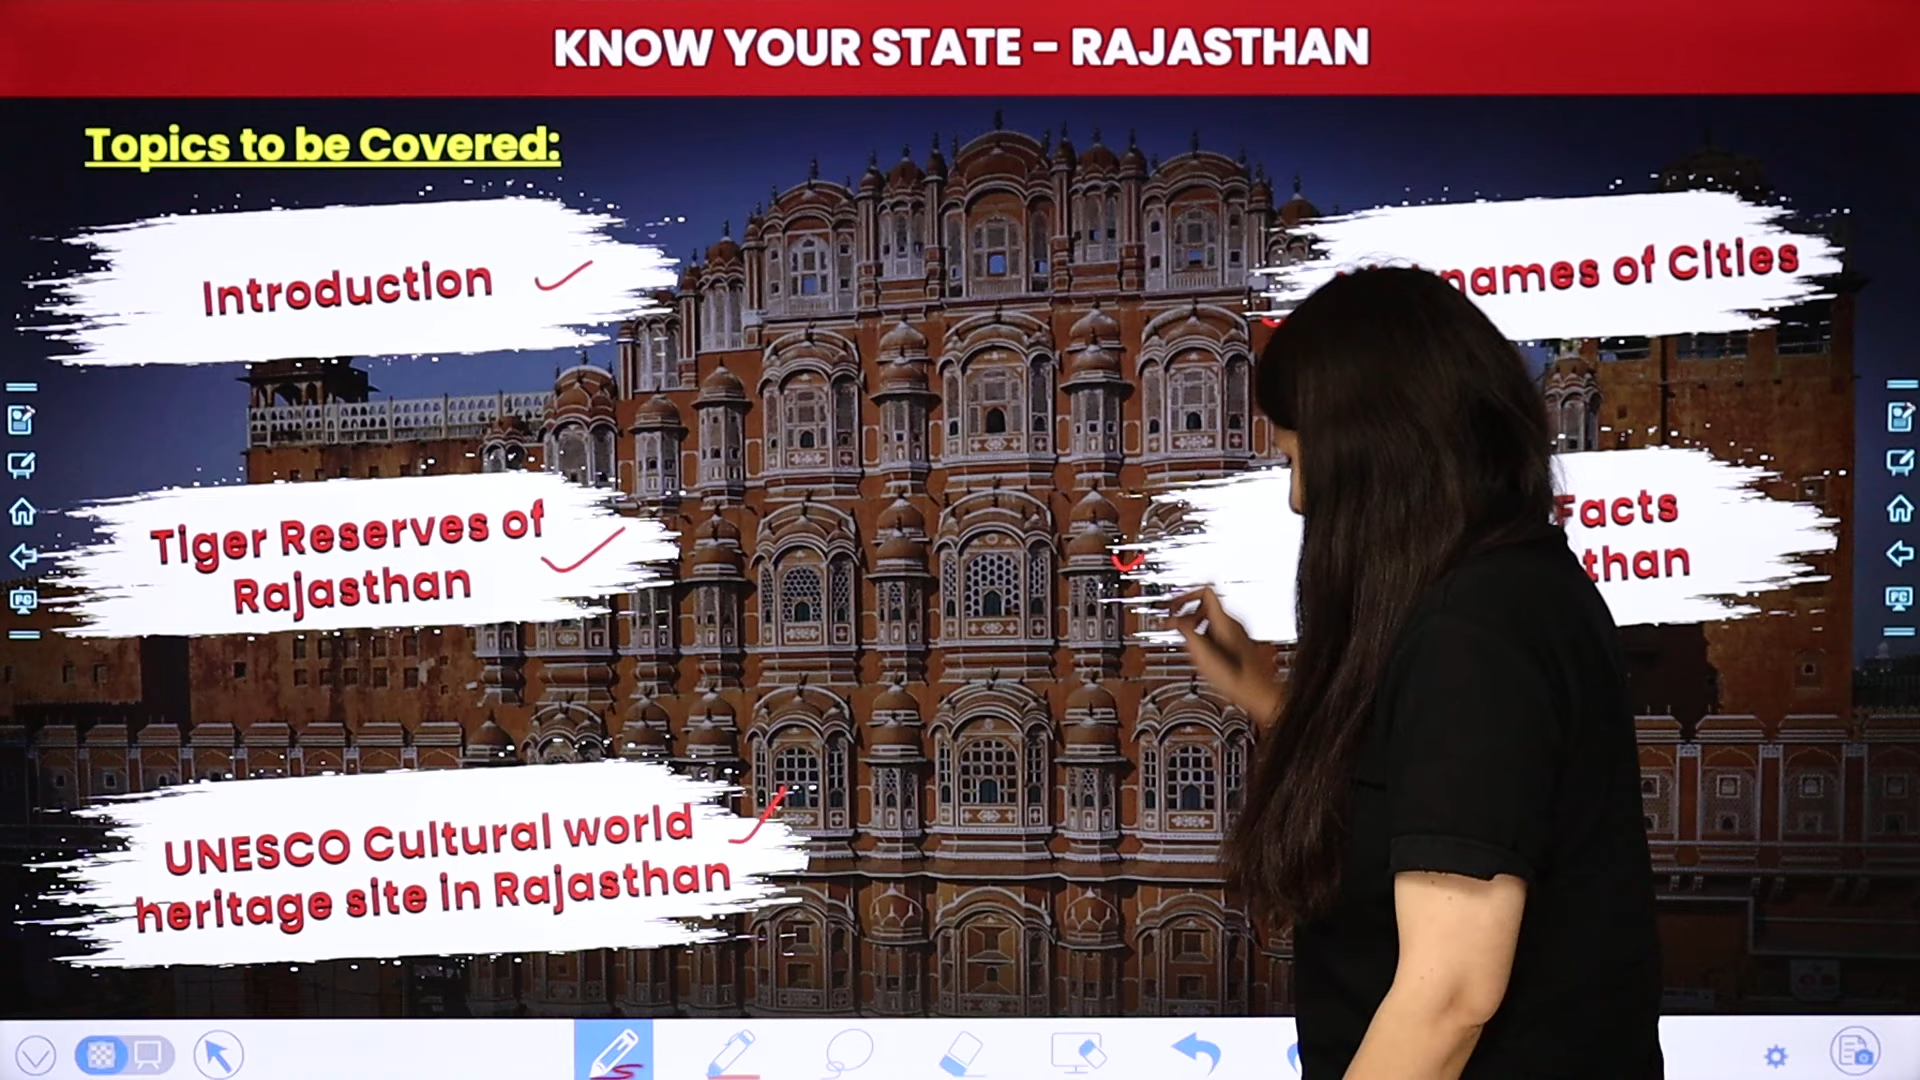 KNOW YOUR STATE - RAJASTHAN
Topics to be Covered:
Introduction
Tiger Reserves of
Rajasthan
UNESCO Cultural world
heritage site in Rajasthan
names of Cities
Facts
than